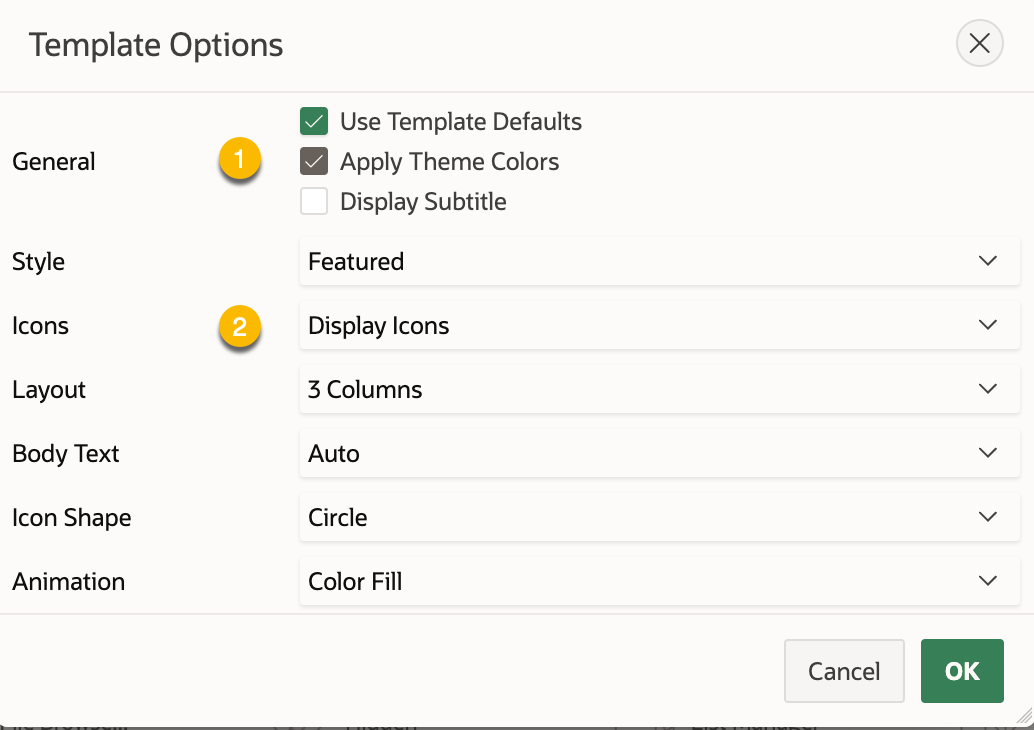 Template Options
Use Template Defaults
General 1 Apply Theme Colors
Display Subtitle
Style Featured
Icons 2 Display Icons
Layout 3 Columns
Body Text Auto
Icon Shape Circle
Animation Color Fill
Cancel OK